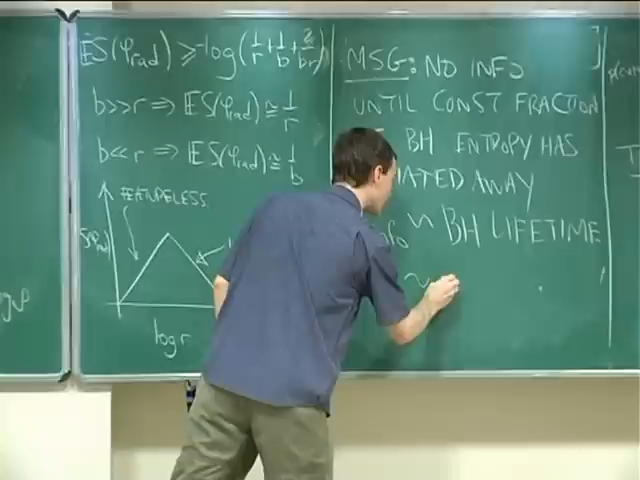 ES(φrad) ≥ -log(1/r + 1/b + 2/br)
b>>r ⇒ ES(φrad) ≅ 1/r
b<<r ⇒ ES(φrad) ≅ 1/b
FEATURELESS
S(φrad)
log r
MSG: NO INFO
UNTIL CONST FRACTION
BH ENTROPY HAS
ATED AWAY
~ BH LIFETIME
~
log ρ